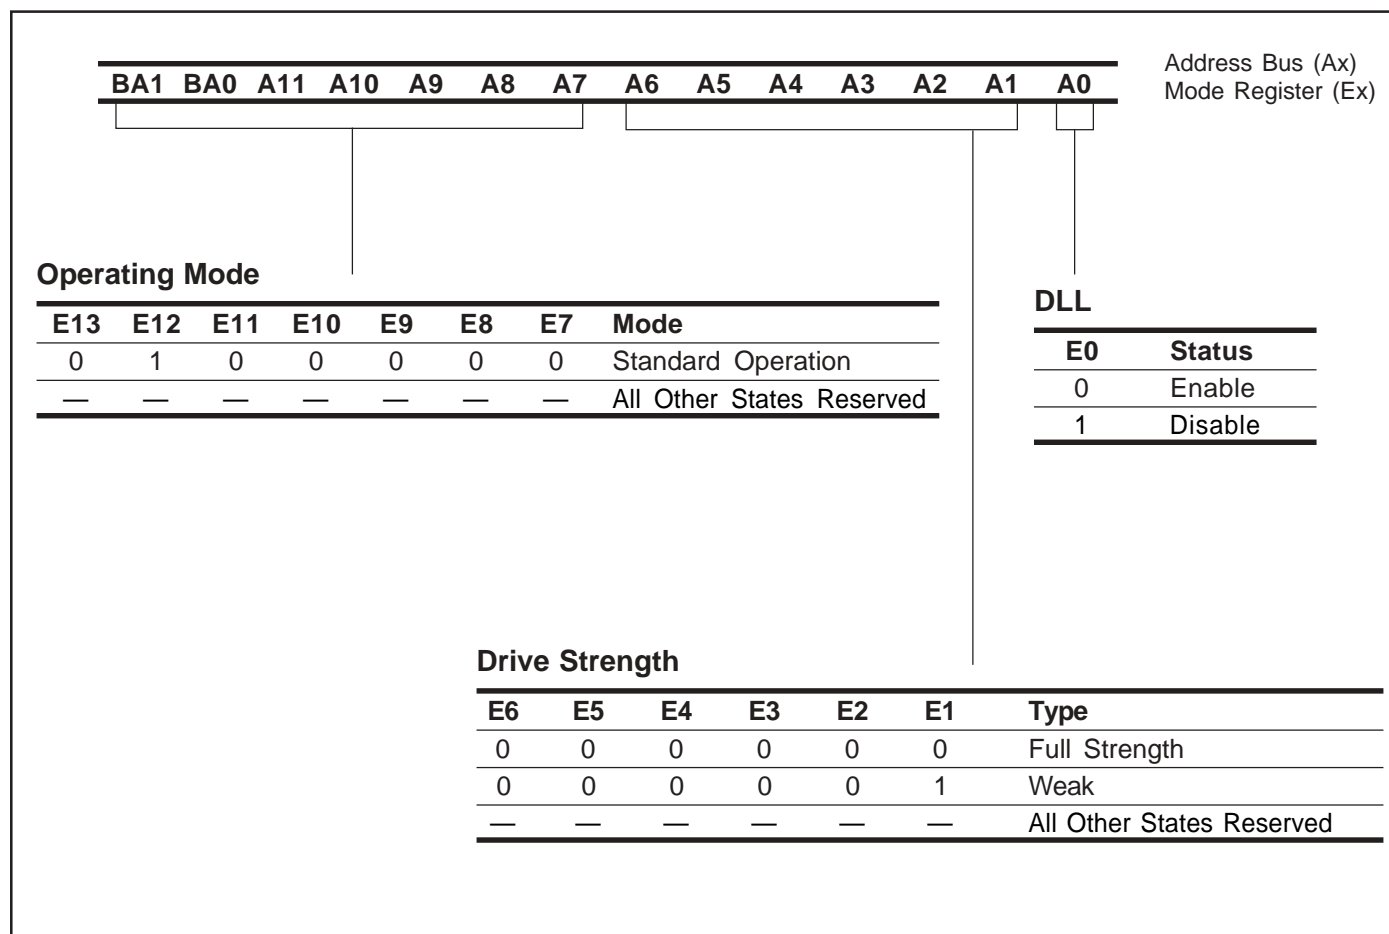 Address Bus (Ax)
BA1 BA0 A11 A10 A9 A8 A7 A6 A5 A4 A3 A2 A1 A0
Mode Register (Ex)
Operating Mode
E13 E12 E11 E10 E9 E8 E7 Mode
0 1 0 0 0 0 0 Standard Operation
— — — — — — — All Other States Reserved
DLL
E0 Status
0 Enable
1 Disable
Drive Strength
E6 E5 E4 E3 E2 E1 Type
0 0 0 0 0 0 Full Strength
0 0 0 0 0 1 Weak
— — — — — — All Other States Reserved